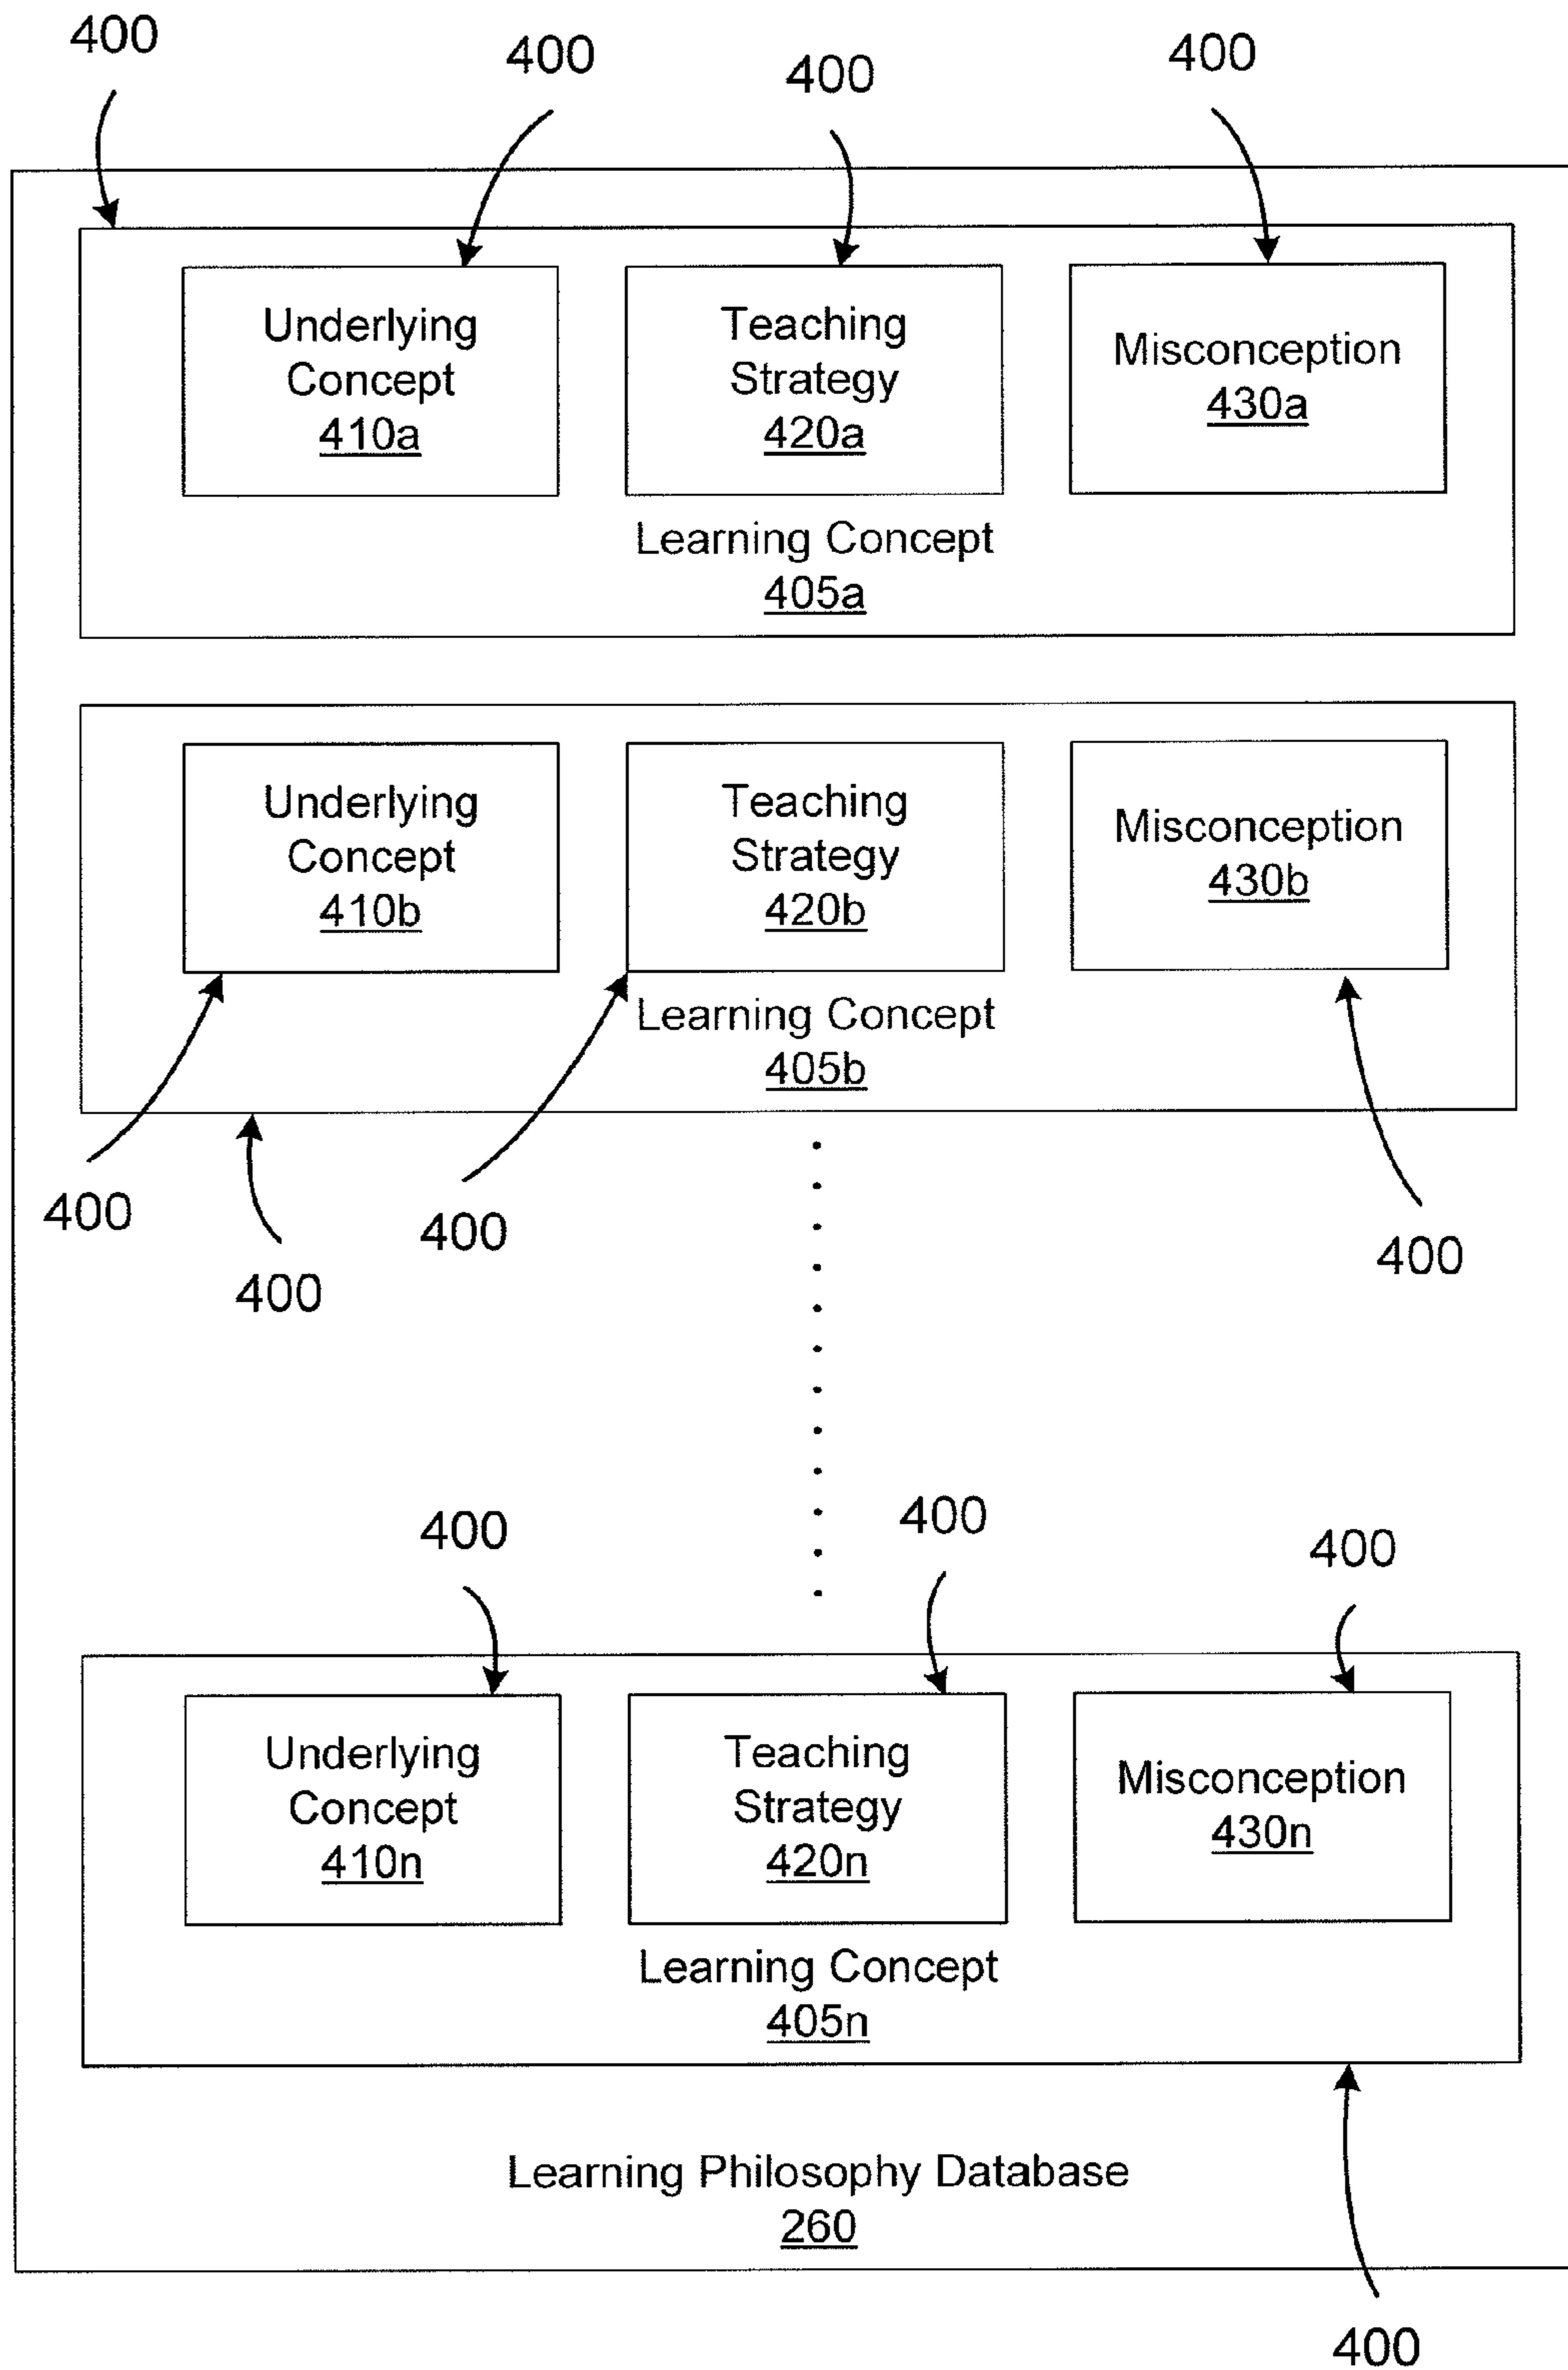 400
400
400
400
Underlying
Concept
410a
Teaching
Strategy
420a
Misconception
430a
Learning Concept
405a
Underlying
Concept
410b
Teaching
Strategy
420b
Misconception
430b
Learning Concept
405b
400
400
400
400
400
400
400
Underlying
Concept
410n
Teaching
Strategy
420n
Misconception
430n
Learning Concept
405n
Learning Philosophy Database
260
400